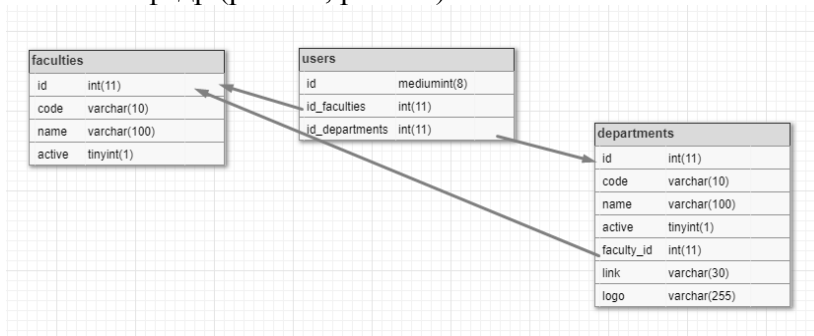 faculties
id int(11)
code varchar(10)
name varchar(100)
active tinyint(1)
users
id mediumint(8)
id_faculties int(11)
id_departments int(11)
departments
id int(11)
code varchar(10)
name varchar(100)
active tinyint(1)
faculty_id int(11)
link varchar(30)
logo varchar(255)